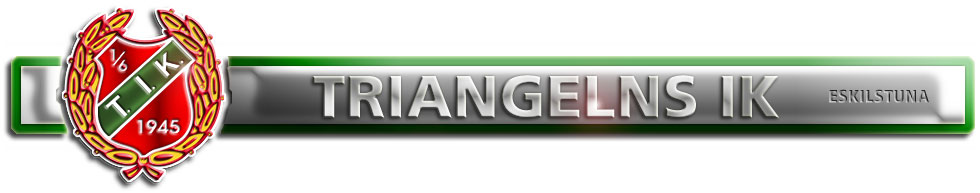 1/6
T. I. K.
1945
TRIANGELNS IK
ESKILSTUNA